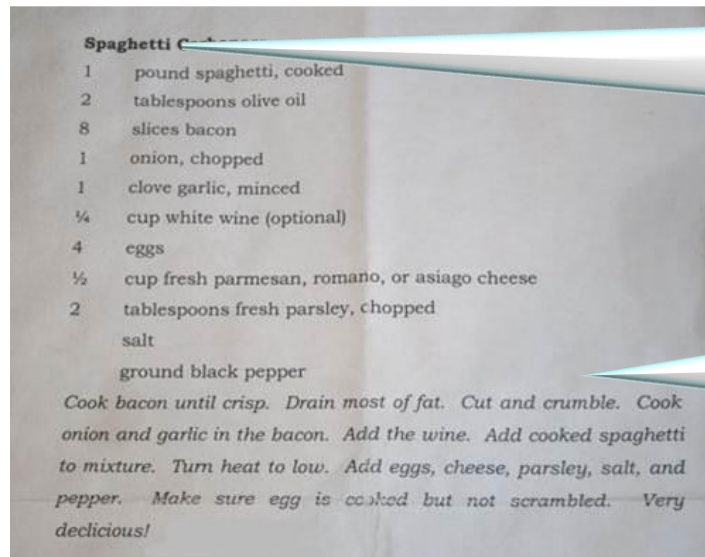 Spaghetti
1 pound spaghetti, cooked
2 tablespoons olive oil
8 slices bacon
1 onion, chopped
1 clove garlic, minced
¼ cup white wine (optional)
4 eggs
½ cup fresh parmesan, romano, or asiago cheese
2 tablespoons fresh parsley, chopped
salt
ground black pepper
Cook bacon until crisp. Drain most of fat. Cut and crumble. Cook
onion and garlic in the bacon. Add the wine. Add cooked spaghetti
to mixture. Turn heat to low. Add eggs, cheese, parsley, salt, and
pepper. Make sure egg is cooked but not scrambled. Very
declicious!